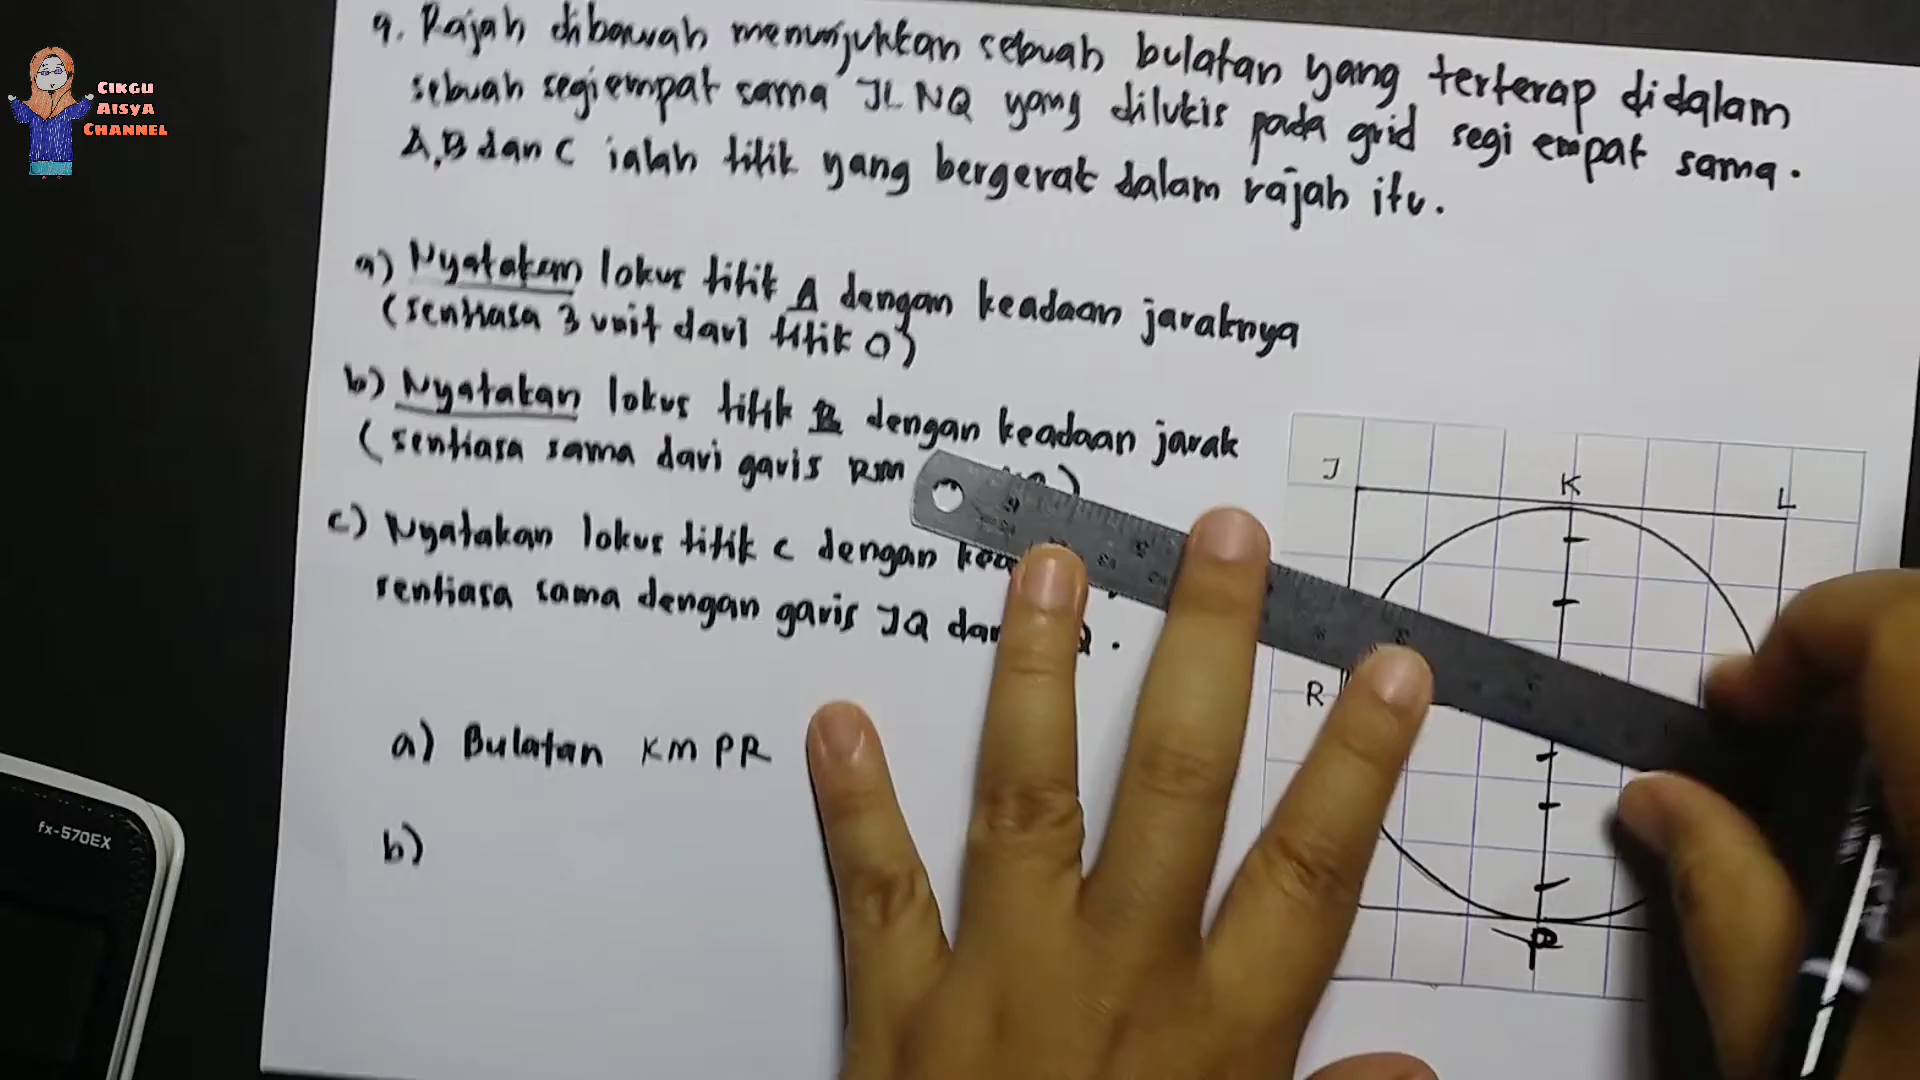 CIKGU
AISYA
CHANNEL
9. Rajah dibawah menunjukkan sebuah bulatan yang terterap didalam
sebuah segiempat sama JLNQ yang dilukis pada grid segi empat sama.
A, B dan C ialah titik yang bergerak dalam rajah itu.
a) Nyatakan lokus titik A dengan keadaan jaraknya
(sentiasa 3 unit dari titik O)
b) Nyatakan lokus titik B dengan keadaan jarak
(sentiasa sama dari garis RM
c) Nyatakan lokus titik C dengan
sentiasa sama dengan garis JQ dan
a) Bulatan KMPR
b)
J K L
R
P
fx-570EX